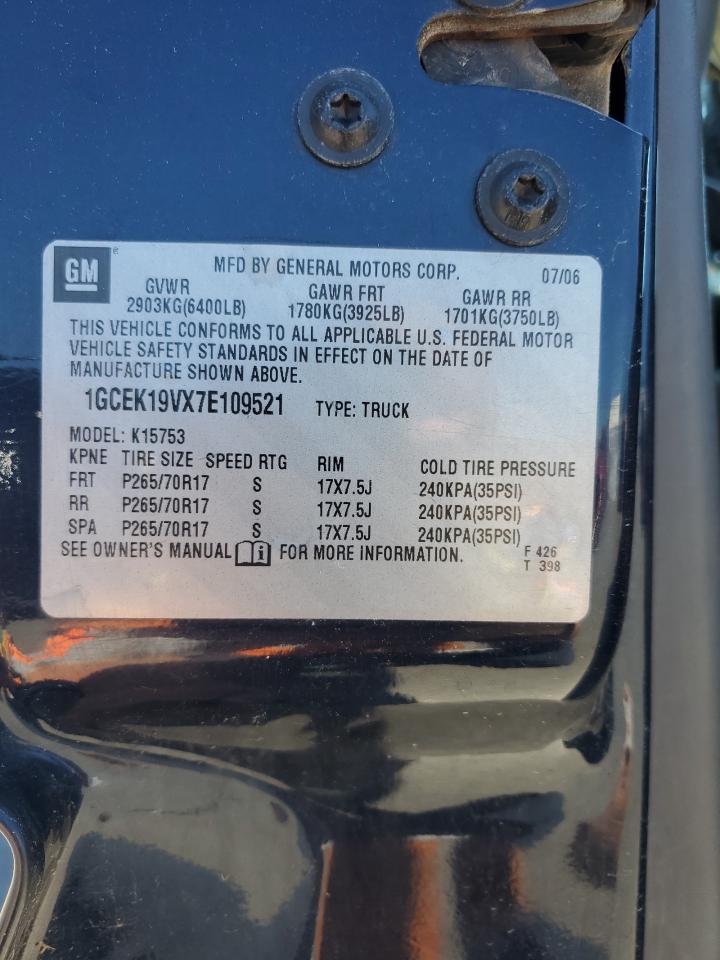 GM® MFD BY GENERAL MOTORS CORP. 07/06
GVWR GAWR FRT GAWR RR
2903KG(6400LB) 1780KG(3925LB) 1701KG(3750LB)
THIS VEHICLE CONFORMS TO ALL APPLICABLE U.S. FEDERAL MOTOR
VEHICLE SAFETY STANDARDS IN EFFECT ON THE DATE OF
MANUFACTURE SHOWN ABOVE.
1GCEK19VX7E109521 TYPE: TRUCK
MODEL: K15753
KPNE TIRE SIZE SPEED RTG RIM COLD TIRE PRESSURE
FRT P265/70R17 S 17X7.5J 240KPA(35PSI)
RR P265/70R17 S 17X7.5J 240KPA(35PSI)
SPA P265/70R17 S 17X7.5J 240KPA(35PSI)
SEE OWNER'S MANUAL i FOR MORE INFORMATION. F 426
T 398